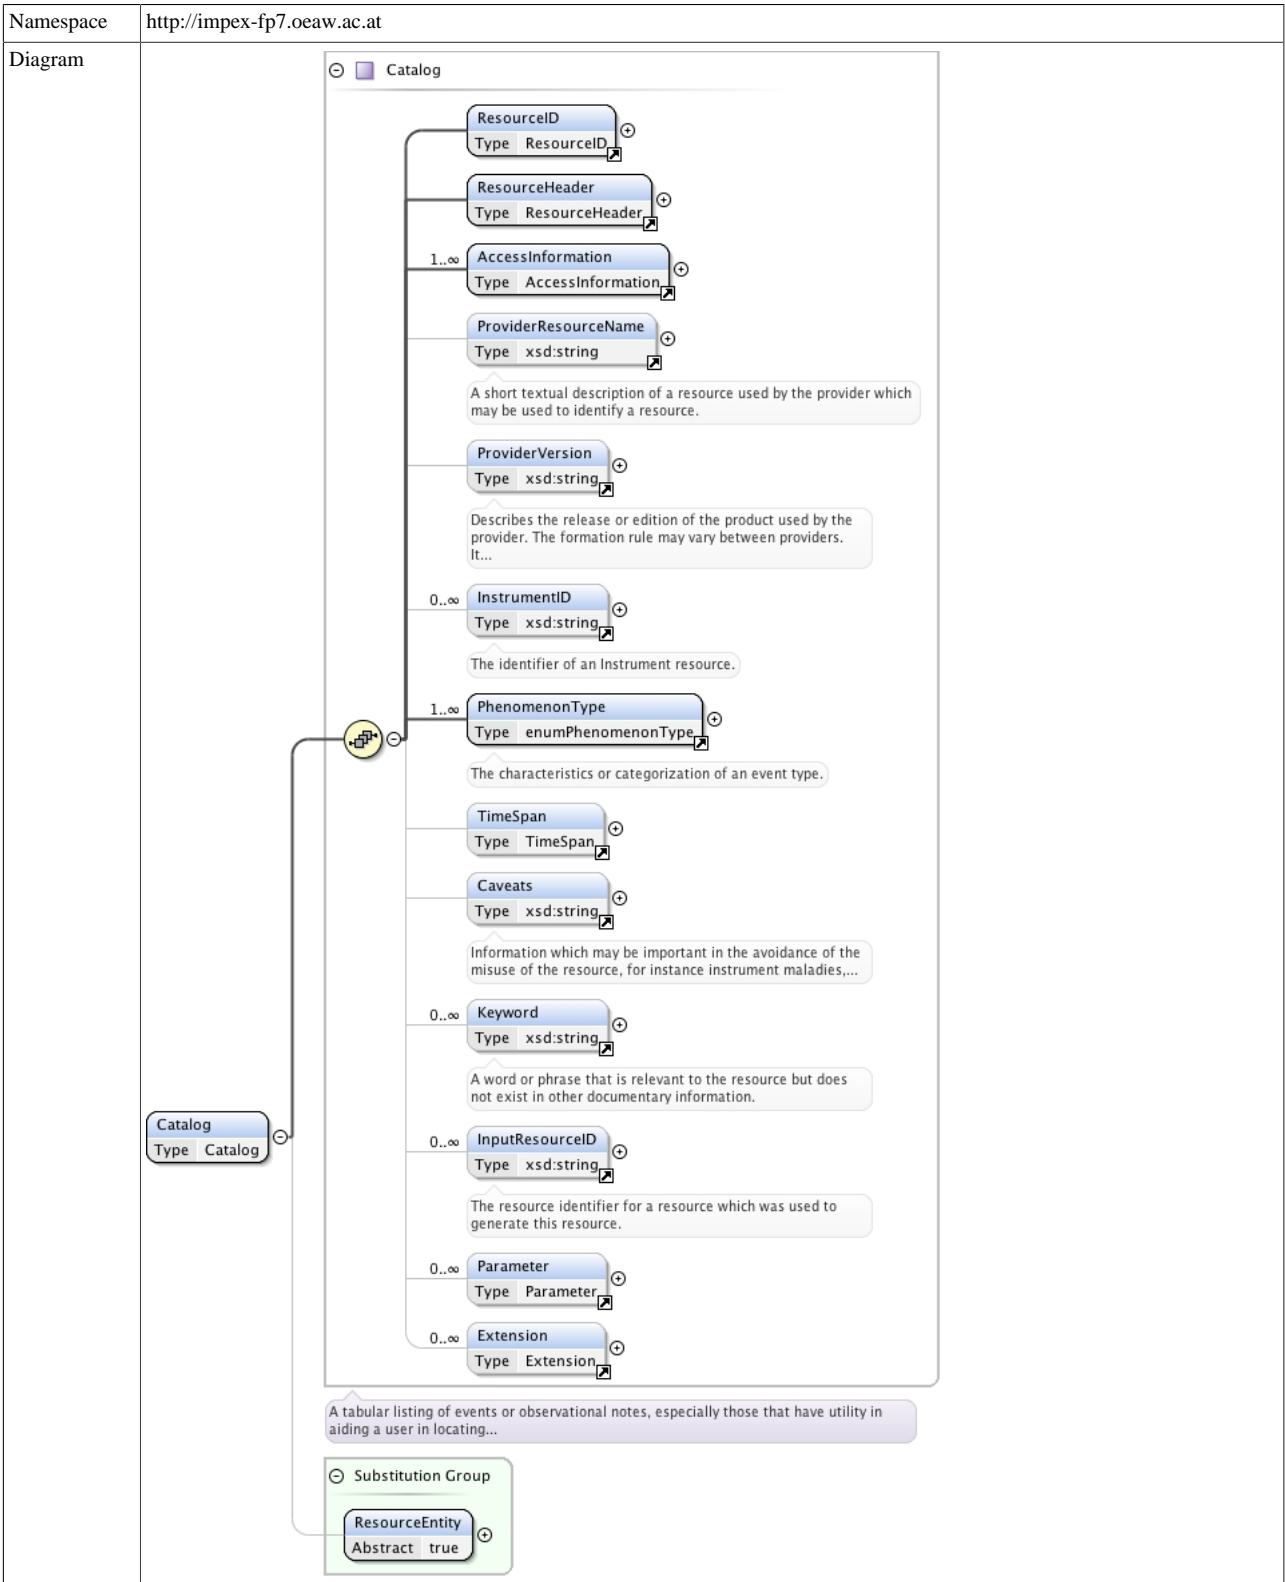 Namespace http://impex-fp7.oeaw.ac.at
Diagram
Catalog
ResourceID
Type ResourceID
ResourceHeader
Type ResourceHeader
1..∞ AccessInformation
Type AccessInformation
ProviderResourceName
Type xsd:string
A short textual description of a resource used by the provider which
may be used to identify a resource.
ProviderVersion
Type xsd:string
Describes the release or edition of the product used by the
provider. The formation rule may vary between providers.
It...
0..∞ InstrumentID
Type xsd:string
The identifier of an Instrument resource.
1..∞ PhenomenonType
Type enumPhenomenonType
The characteristics or categorization of an event type.
TimeSpan
Type TimeSpan
Caveats
Type xsd:string
Information which may be important in the avoidance of the
misuse of the resource, for instance instrument maladies,...
0..∞ Keyword
Type xsd:string
A word or phrase that is relevant to the resource but does
not exist in other documentary information.
Catalog
Type Catalog
0..∞ InputResourceID
Type xsd:string
The resource identifier for a resource which was used to
generate this resource.
0..∞ Parameter
Type Parameter
0..∞ Extension
Type Extension
A tabular listing of events or observational notes, especially those that have utility in
aiding a user in locating...
Substitution Group
ResourceEntity
Abstract true